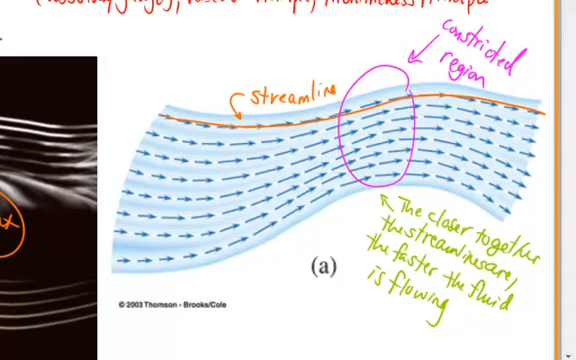 constricted
region
streamline
The closer together
the streamlines are,
the faster the fluid
is flowing
(a)
© 2003 Thomson - Brooks/Cole